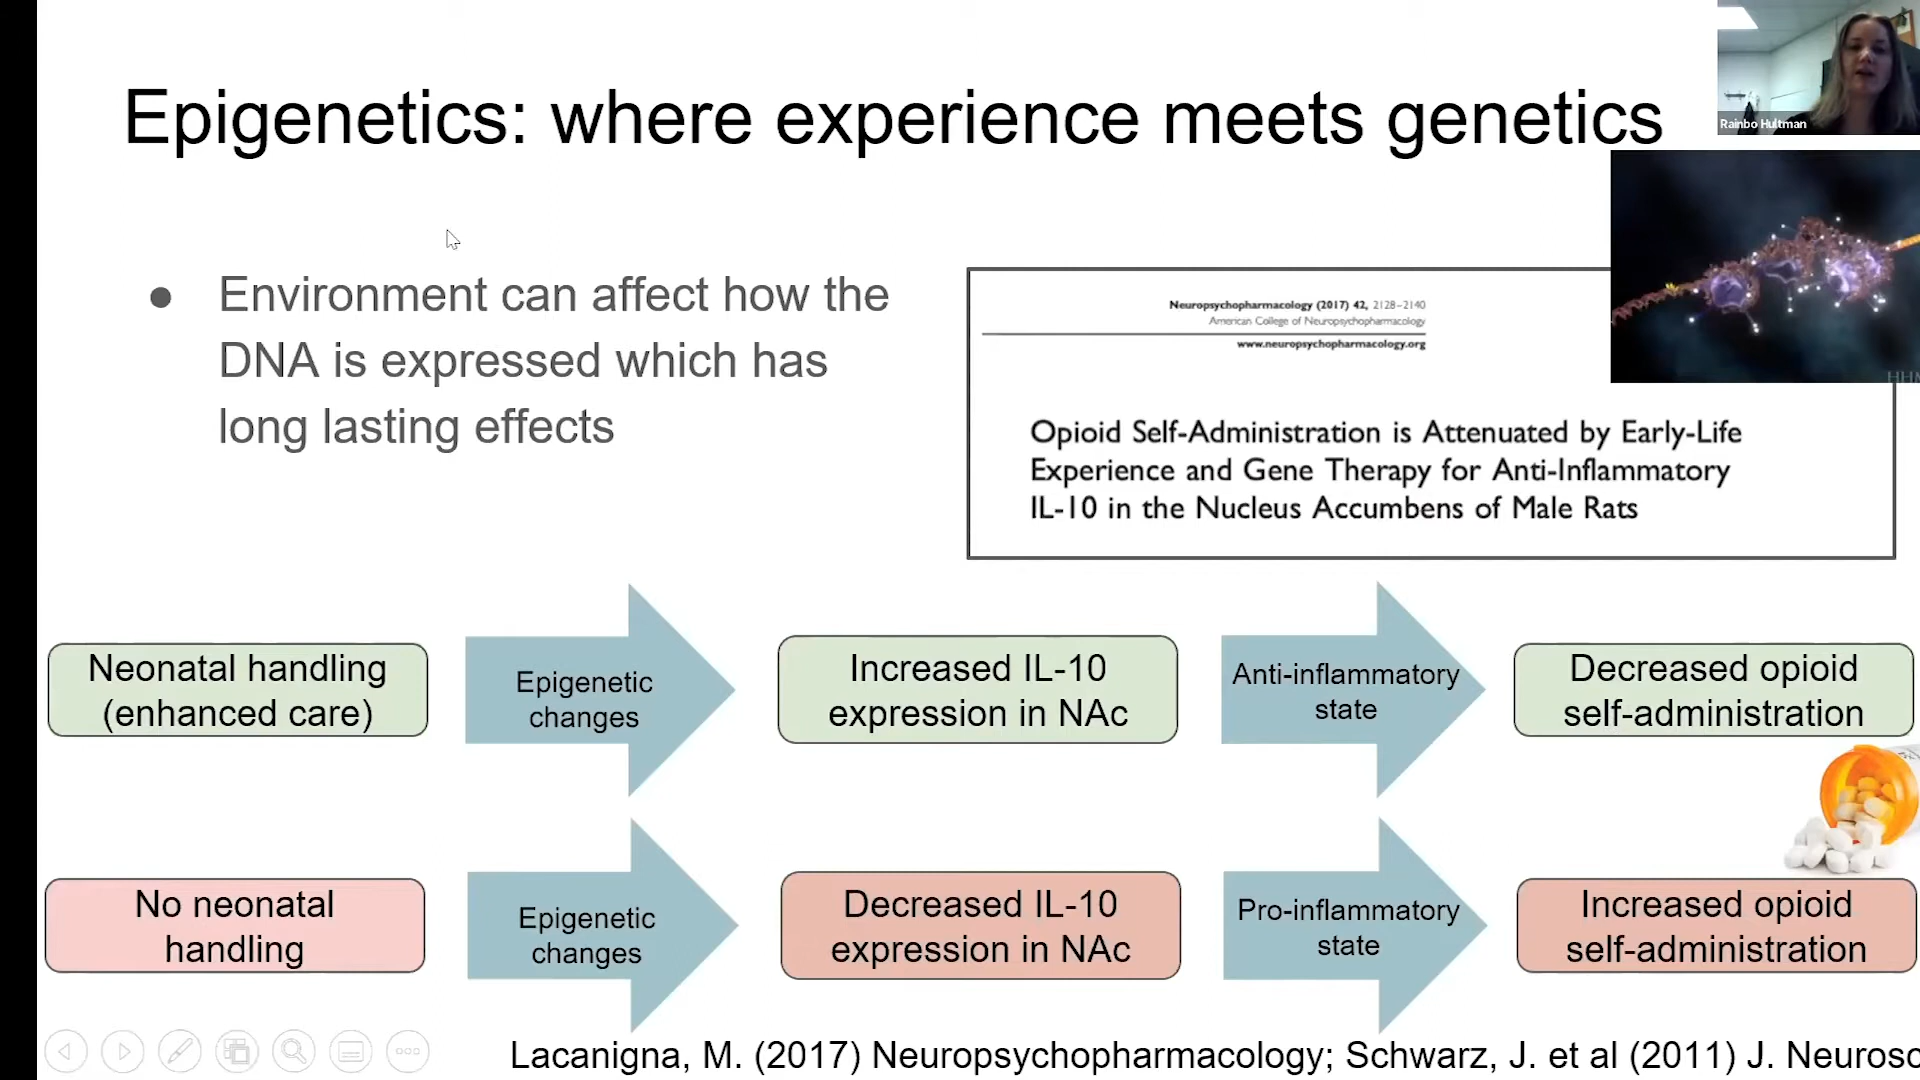 Epigenetics: where experience meets genetics
Rainbo Hultman
● Environment can affect how the
DNA is expressed which has
long lasting effects
Neuropsychopharmacology (2017) 42, 2128–2140
American College of Neuropsychopharmacology
www.neuropsychopharmacology.org
Opioid Self-Administration is Attenuated by Early-Life
Experience and Gene Therapy for Anti-Inflammatory
IL-10 in the Nucleus Accumbens of Male Rats
Neonatal handling
(enhanced care)
Epigenetic
changes
Increased IL-10
expression in NAc
Anti-inflammatory
state
Decreased opioid
self-administration
No neonatal
handling
Epigenetic
changes
Decreased IL-10
expression in NAc
Pro-inflammatory
state
Increased opioid
self-administration
Lacanigna, M. (2017) Neuropsychopharmacology; Schwarz, J. et al (2011) J. Neurosc